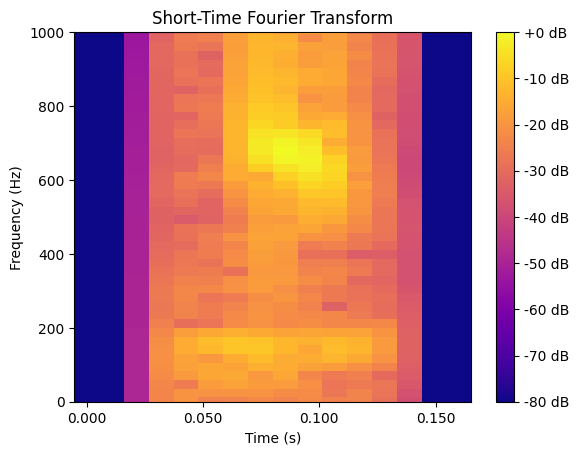 Short-Time Fourier Transform
Frequency (Hz)
1000
800
600
400
200
0
0.000
0.050
0.100
0.150
Time (s)
+0 dB
-10 dB
-20 dB
-30 dB
-40 dB
-50 dB
-60 dB
-70 dB
-80 dB